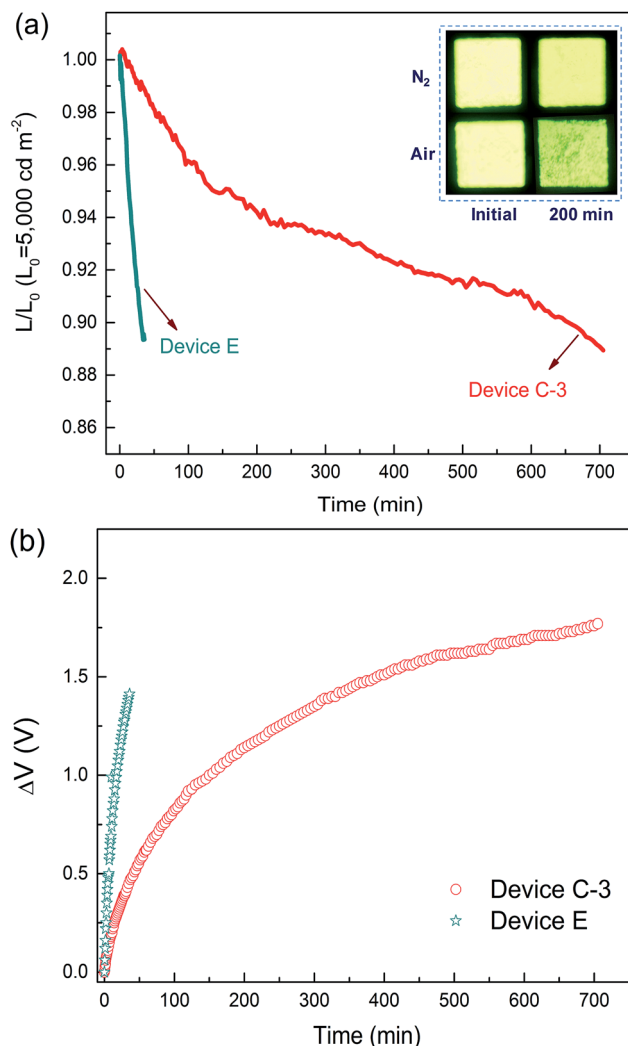 (a)
1.00
0.98
0.96
0.94
0.92
0.90
0.88
0.86
L/L₀ (L₀=5,000 cd m⁻²)
N₂
Air
Initial 200 min
Device E
Device C-3
0 100 200 300 400 500 600 700
Time (min)
(b)
2.0
1.5
1.0
0.5
0.0
ΔV (V)
Device C-3
Device E
0 100 200 300 400 500 600 700
Time (min)